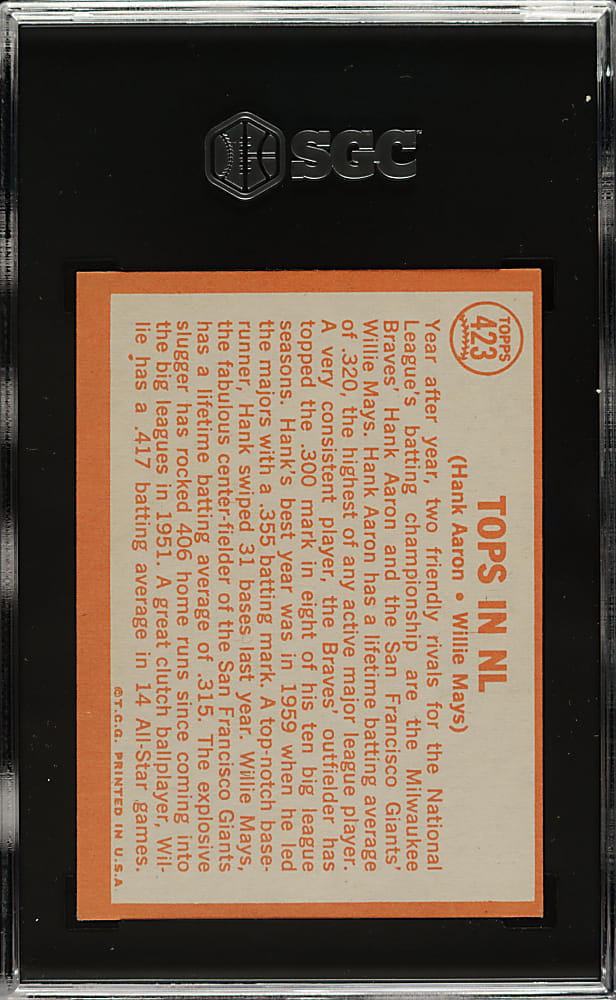 SGC
TOPPS
423
TOPS IN NL
(Hank Aaron • Willie Mays)
Year after year, two friendly rivals for the National
League's batting championship are the Milwaukee
Braves' Hank Aaron and the San Francisco Giants'
Willie Mays. Hank Aaron has a lifetime batting average
of .320, the highest of any active major league player.
A very consistent player, the Braves' outfielder has
topped the .300 mark in eight of his ten big league
seasons. Hank's best year was in 1959 when he led
the majors with a .355 batting mark. A top-notch base-
runner, Hank swiped 31 bases last year. Willie Mays,
the fabulous center-fielder of the San Francisco Giants
has a lifetime batting average of .315. The explosive
slugger has rocked 406 home runs since coming into
the big leagues in 1951. A great clutch ballplayer, Wil-
lie has a .417 batting average in 14 All-Star games.
©T.C.G. PRINTED IN U.S.A